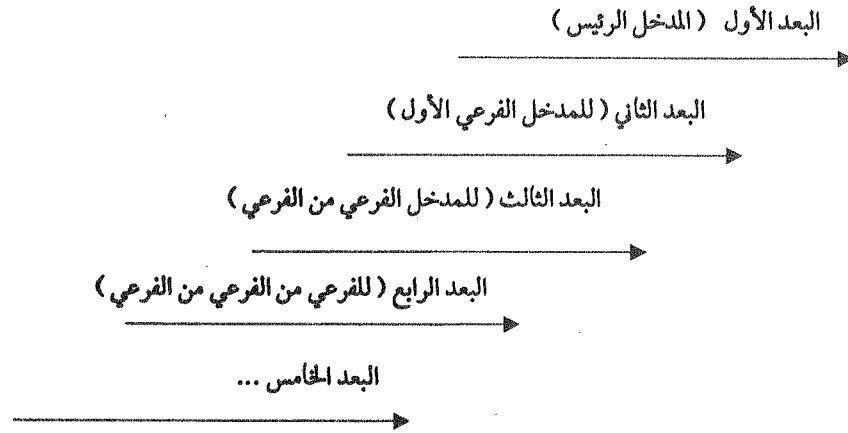 البعد الأول ( المدخل الرئيس )
البعد الثاني ( للمدخل الفرعي الأول )
البعد الثالث ( للمدخل الفرعي من الفرعي )
البعد الرابع ( للفرعي من الفرعي من الفرعي )
البعد الخامس ...